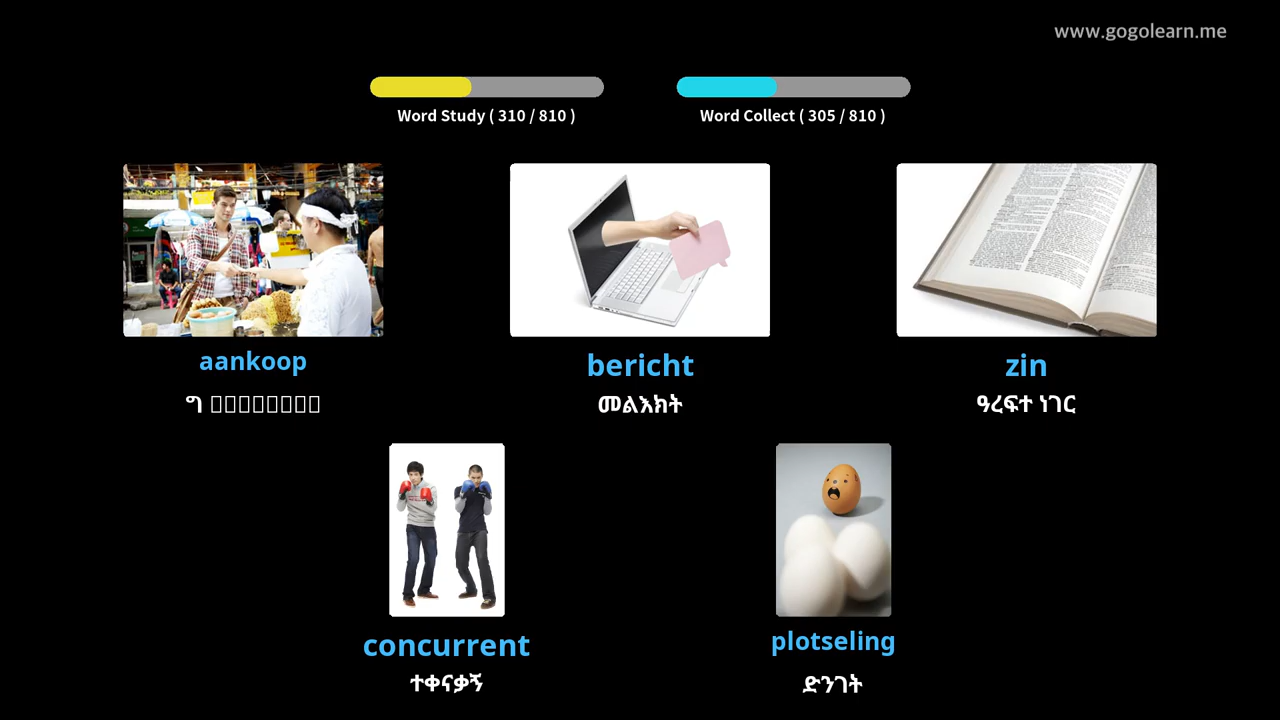 www.gogolearn.me
Word Study ( 310 / 810 )
Word Collect ( 305 / 810 )
aankoop
ግ
bericht
መልእክት
zin
ዓረፍተ ነገር
concurrent
ተቀናቃኝ
plotseling
ድንገት